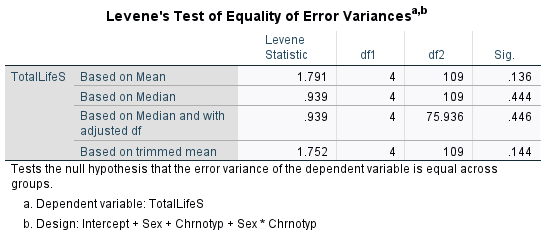 Levene's Test of Equality of Error Variancesa,b
Levene Statistic df1 df2 Sig.
TotalLifeS Based on Mean 1.791 4 109 .136
Based on Median .939 4 109 .444
Based on Median and with adjusted df .939 4 75.936 .446
Based on trimmed mean 1.752 4 109 .144
Tests the null hypothesis that the error variance of the dependent variable is equal across
groups.
a. Dependent variable: TotalLifeS
b. Design: Intercept + Sex + Chrnotyp + Sex * Chrnotyp